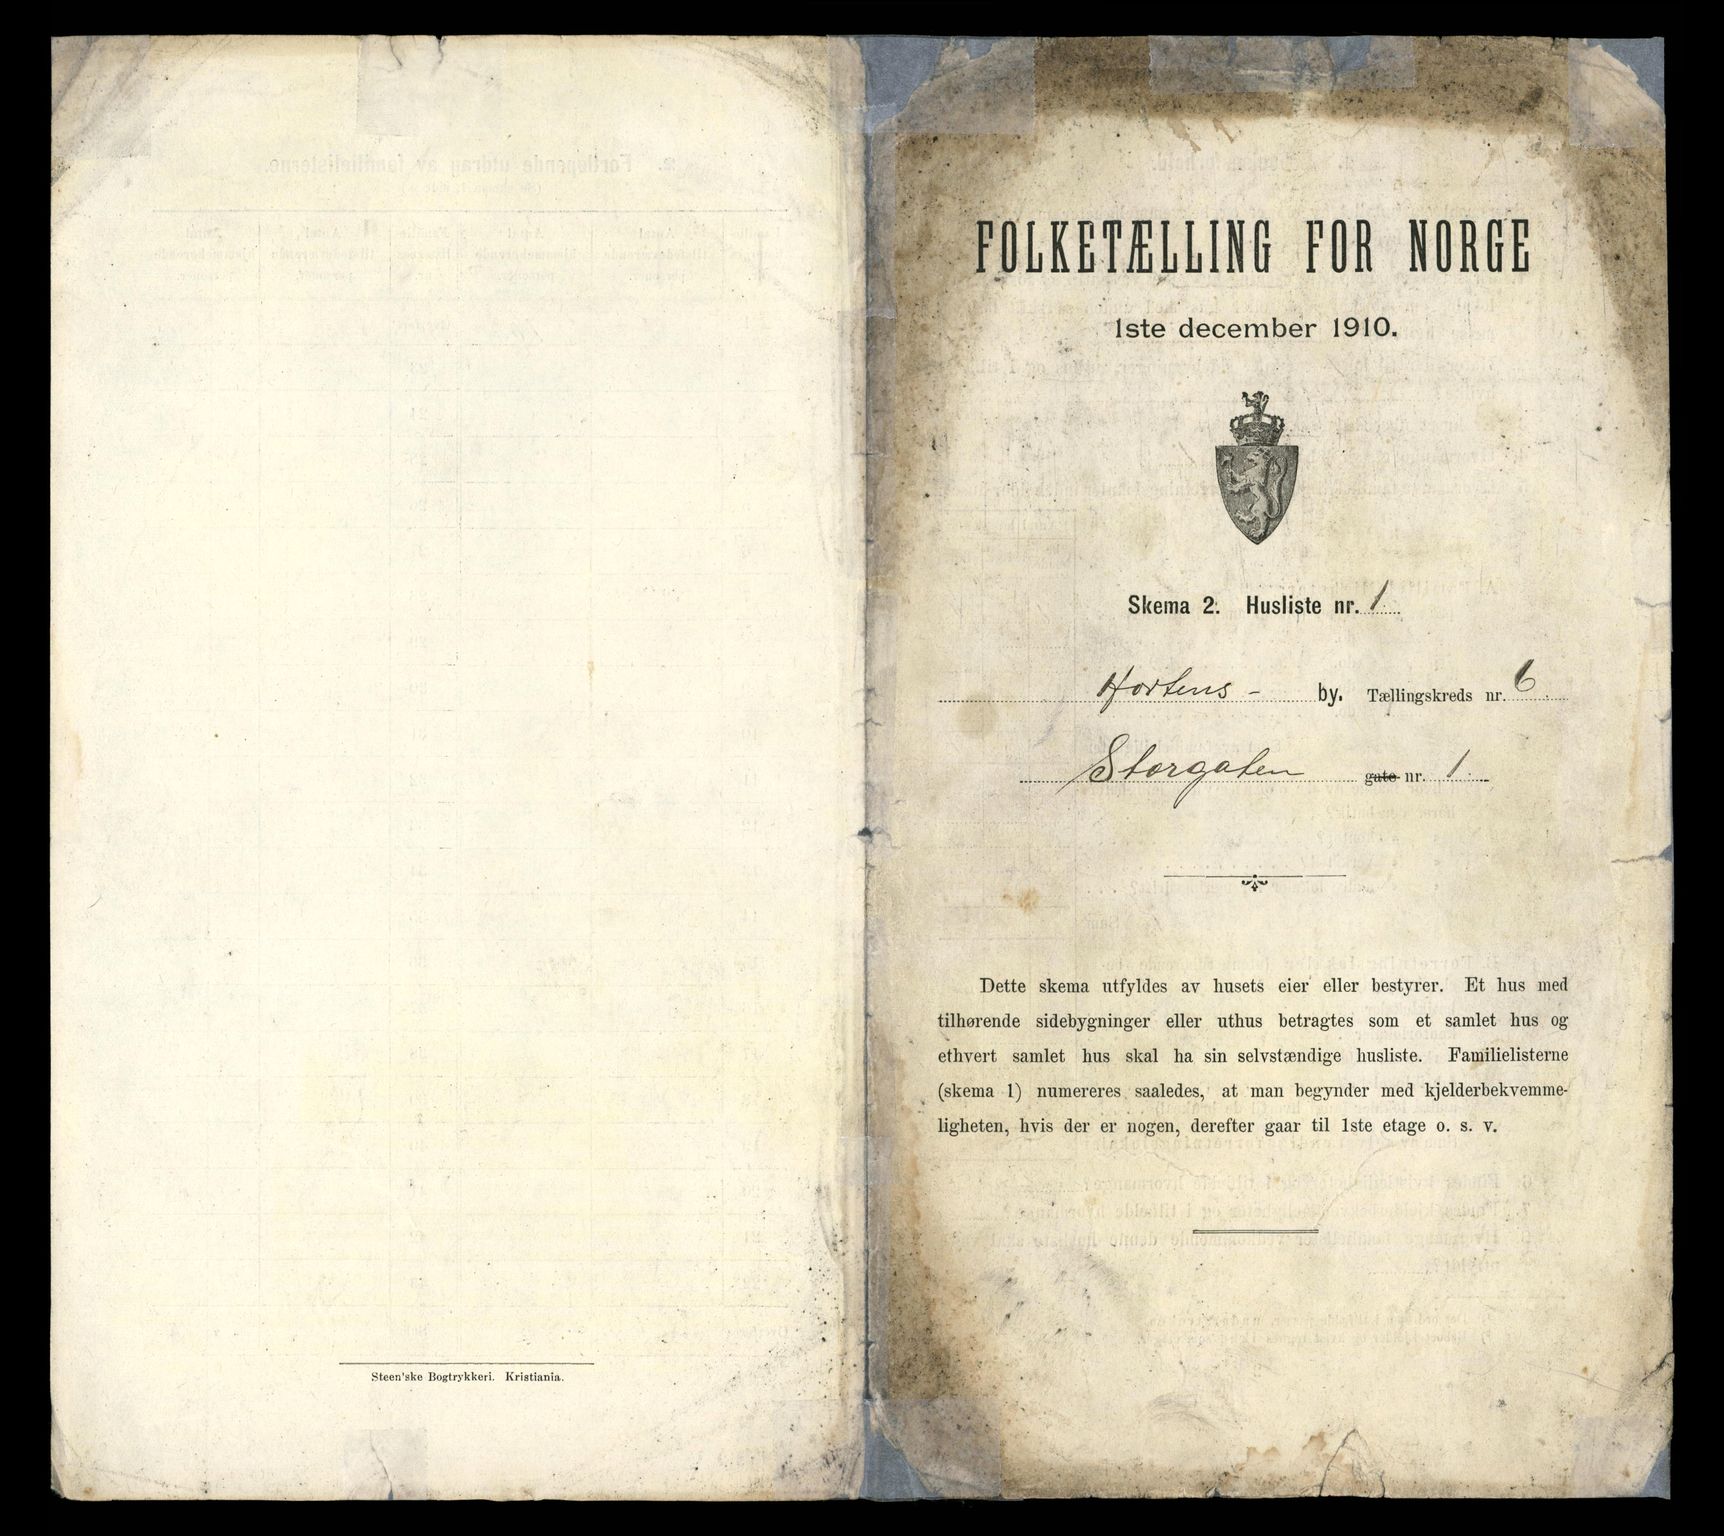 Steen'ske Bogtrykkeri. Kristiania.
FOLKETÆLLING FOR NORGE
1ste december 1910.
Skema 2. Husliste nr. 1
Hortens - by. Tællingskreds nr. 6.
Storgaten gate nr. 1.
Dette skema utfyldes av husets eier eller bestyrer. Et hus med
tilhørende sidebygninger eller uthus betragtes som et samlet hus og
ethvert samlet hus skal ha sin selvstændige husliste. Familielisterne
(skema 1) numereres saaledes, at man begynder med kjelderbekvemme-
ligheten, hvis der er nogen, derefter gaar til 1ste etage o. s. v.